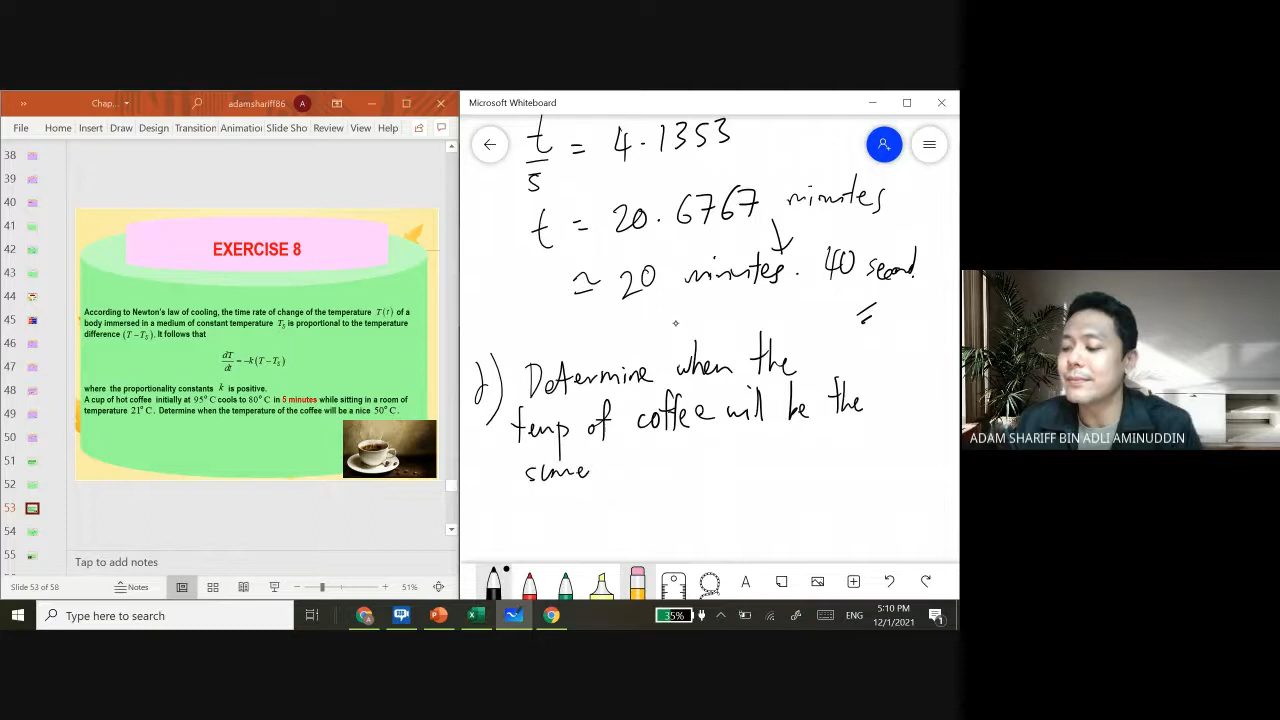 Chap...
adamshariff86
A
File Home Insert Draw Design Transition Animation Slide Sho Review View Help
38
39
40
41
42
43
44
45
46
47
48
49
50
51
52
53
54
55
EXERCISE 8
According to Newton's law of cooling, the time rate of change of the temperature T(t) of a
body immersed in a medium of constant temperature T_S is proportional to the temperature
difference (T−T_S). It follows that
dT/dt = −k(T−T_S)
where the proportionality constants k is positive.
A cup of hot coffee initially at 95°C cools to 80°C in 5 minutes while sitting in a room of
temperature 21°C. Determine when the temperature of the coffee will be a nice 50°C.
Tap to add notes
Slide 53 of 58
Notes
51%
Microsoft Whiteboard
t/5 = 4.1353
t = 20.6767 minutes
≃ 20 minutes. 40 second.
d) Determine when the
temp of coffee will be the
same
A
ADAM SHARIFF BIN ADLI AMINUDDIN
Type here to search
35%
ENG
5:10 PM
12/1/2021
1